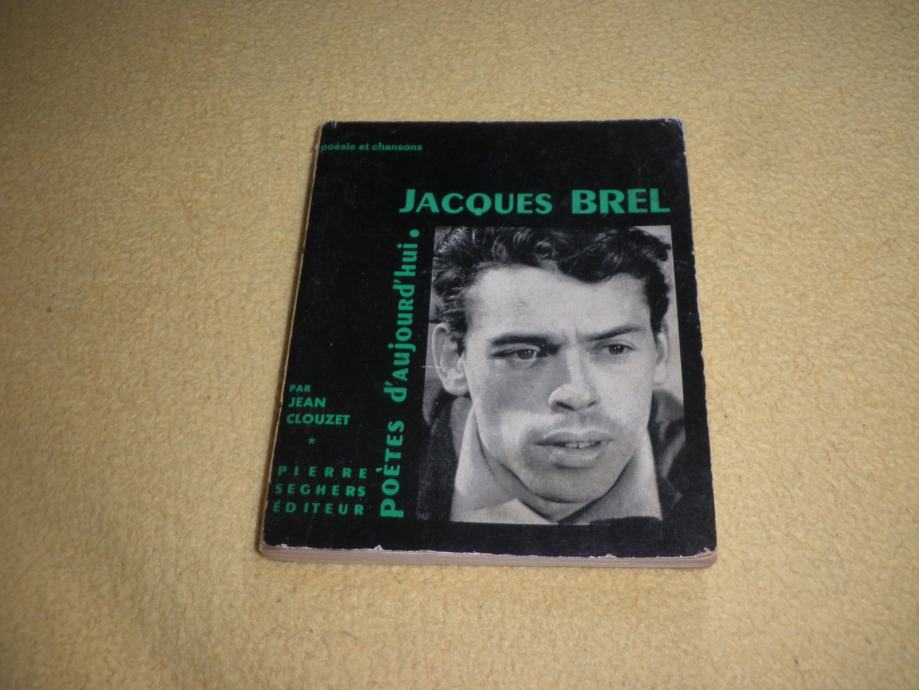 poésie et chansons
JACQUES BREL
POÈTES d'AUJOURD'HUI.
PAR
JEAN
CLOUZET
*
PIERRE
SEGHERS
ÉDITEUR